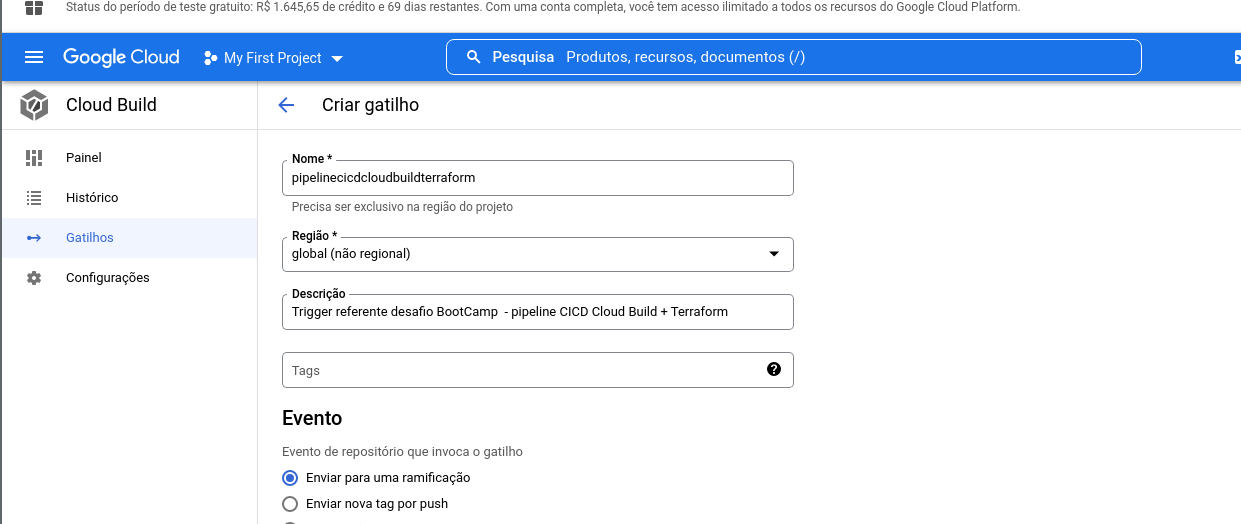 Status do período de teste gratuito: R$ 1.645,65 de crédito e 69 dias restantes. Com uma conta completa, você tem acesso ilimitado a todos os recursos do Google Cloud Platform.
Google Cloud
My First Project
Pesquisa Produtos, recursos, documentos (/)
Cloud Build
Criar gatilho
Painel
Histórico
Gatilhos
Configurações
Nome *
pipelinecicdcloudbuildterraform
Precisa ser exclusivo na região do projeto
Região *
global (não regional)
Descrição
Trigger referente desafio BootCamp  - pipeline CICD Cloud Build + Terraform
Tags
Evento
Evento de repositório que invoca o gatilho
Enviar para uma ramificação
Enviar nova tag por push